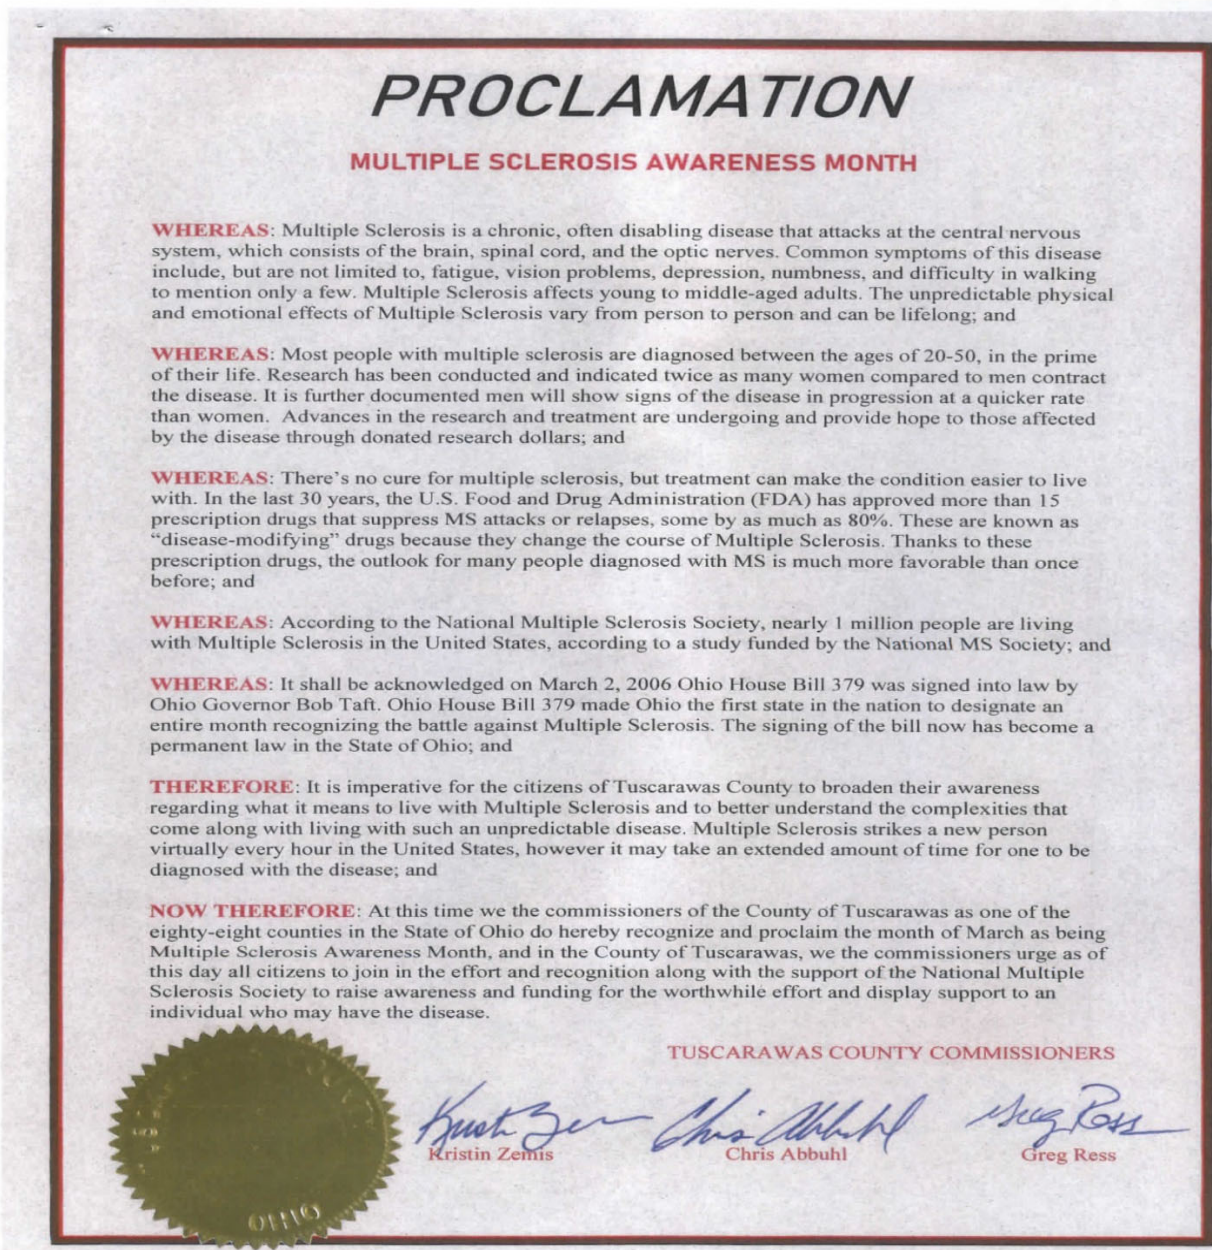 PROCLAMATION
MULTIPLE SCLEROSIS AWARENESS MONTH
WHEREAS: Multiple Sclerosis is a chronic, often disabling disease that attacks at the central nervous
system, which consists of the brain, spinal cord, and the optic nerves. Common symptoms of this disease
include, but are not limited to, fatigue, vision problems, depression, numbness, and difficulty in walking
to mention only a few. Multiple Sclerosis affects young to middle-aged adults. The unpredictable physical
and emotional effects of Multiple Sclerosis vary from person to person and can be lifelong; and
WHEREAS: Most people with multiple sclerosis are diagnosed between the ages of 20-50, in the prime
of their life. Research has been conducted and indicated twice as many women compared to men contract
the disease. It is further documented men will show signs of the disease in progression at a quicker rate
than women. Advances in the research and treatment are undergoing and provide hope to those affected
by the disease through donated research dollars; and
WHEREAS: There's no cure for multiple sclerosis, but treatment can make the condition easier to live
with. In the last 30 years, the U.S. Food and Drug Administration (FDA) has approved more than 15
prescription drugs that suppress MS attacks or relapses, some by as much as 80%. These are known as
“disease-modifying” drugs because they change the course of Multiple Sclerosis. Thanks to these
prescription drugs, the outlook for many people diagnosed with MS is much more favorable than once
before; and
WHEREAS: According to the National Multiple Sclerosis Society, nearly 1 million people are living
with Multiple Sclerosis in the United States, according to a study funded by the National MS Society; and
WHEREAS: It shall be acknowledged on March 2, 2006 Ohio House Bill 379 was signed into law by
Ohio Governor Bob Taft. Ohio House Bill 379 made Ohio the first state in the nation to designate an
entire month recognizing the battle against Multiple Sclerosis. The signing of the bill now has become a
permanent law in the State of Ohio; and
THEREFORE: It is imperative for the citizens of Tuscarawas County to broaden their awareness
regarding what it means to live with Multiple Sclerosis and to better understand the complexities that
come along with living with such an unpredictable disease. Multiple Sclerosis strikes a new person
virtually every hour in the United States, however it may take an extended amount of time for one to be
diagnosed with the disease; and
NOW THEREFORE: At this time we the commissioners of the County of Tuscarawas as one of the
eighty-eight counties in the State of Ohio do hereby recognize and proclaim the month of March as being
Multiple Sclerosis Awareness Month, and in the County of Tuscarawas, we the commissioners urge as of
this day all citizens to join in the effort and recognition along with the support of the National Multiple
Sclerosis Society to raise awareness and funding for the worthwhile effort and display support to an
individual who may have the disease.
TUSCARAWAS COUNTY COMMISSIONERS
Chris Abbuhl Greg Ress
Kristin Zemis Chris Abbuhl Greg Ress
OHIO